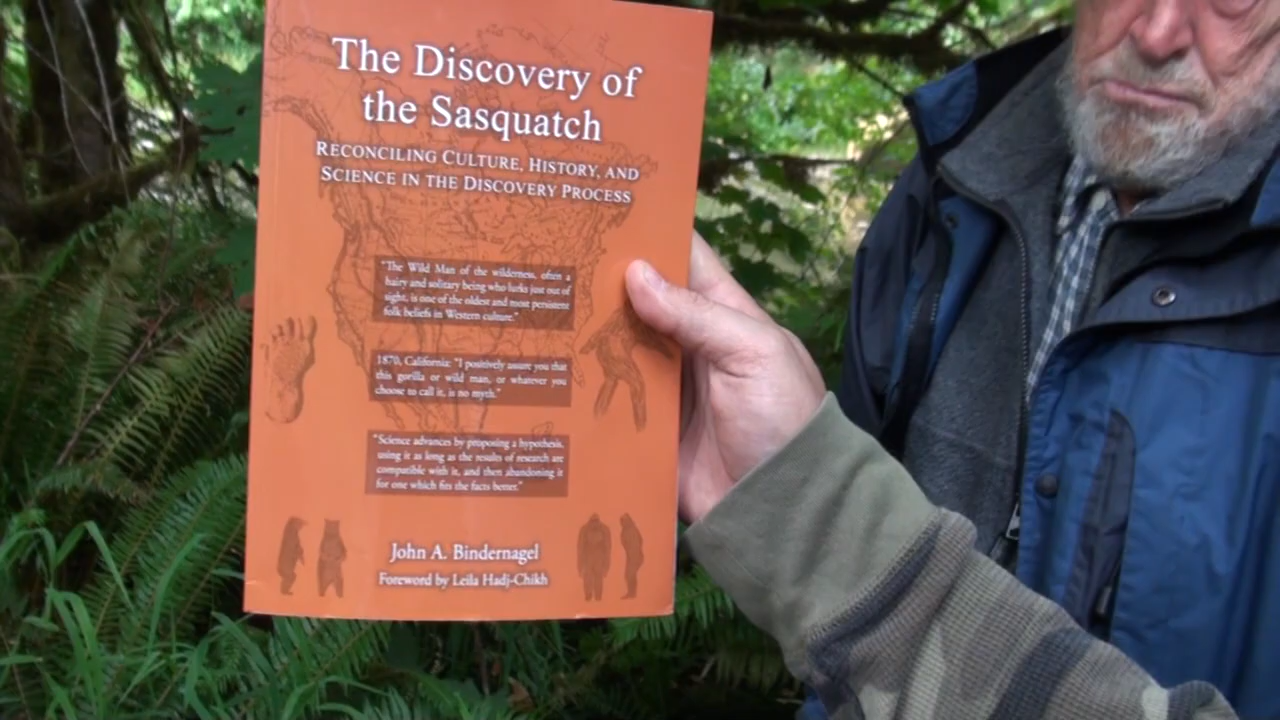 The Discovery of
the Sasquatch
RECONCILING CULTURE, HISTORY, AND
SCIENCE IN THE DISCOVERY PROCESS
"The Wild Man of the wilderness, often a
hairy and solitary being who lurks just out of
sight, is one of the oldest and most persistent
folk beliefs in Western culture."
1870, California: "I positively assure you that
this gorilla or wild man, or whatever you
choose to call it, is no myth."
"Science advances by proposing a hypothesis,
using it as long as the results of research are
compatible with it, and then abandoning it
for one which fits the facts better."
John A. Bindernagel
Foreword by Leila Hadj-Chikh